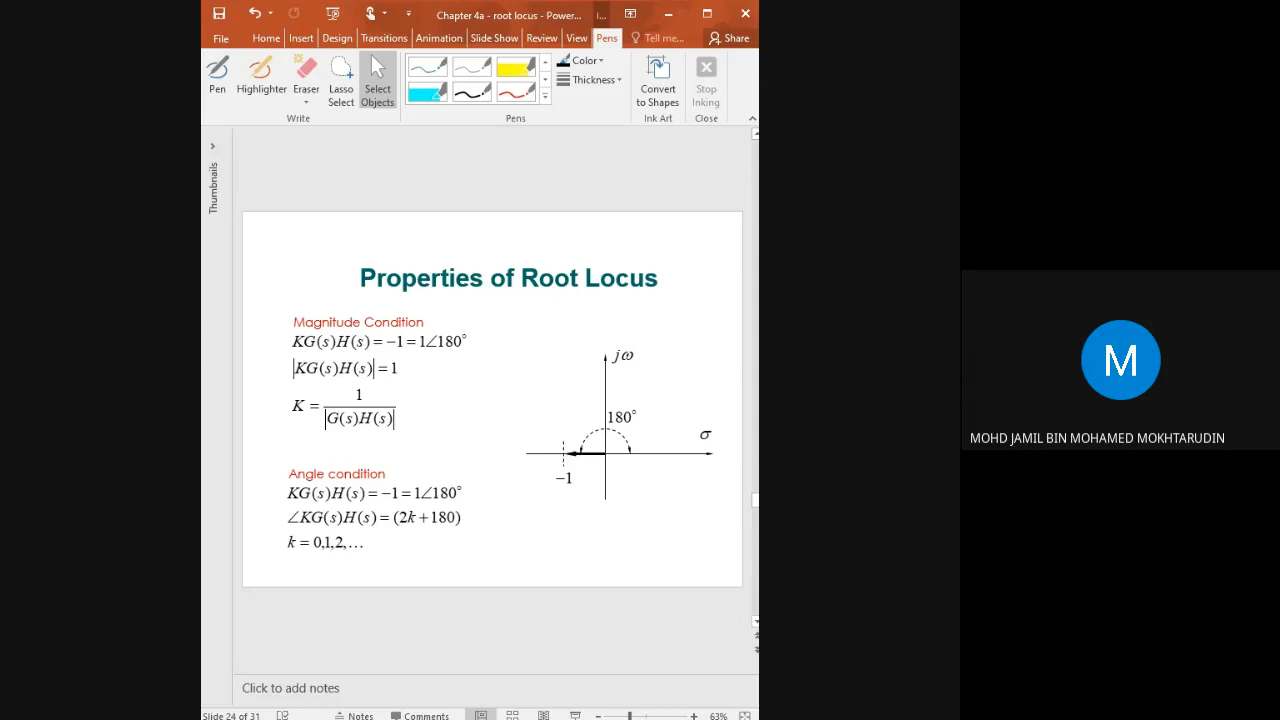 Chapter 4a - root locus - Power...
I...
File
Home
Insert
Design
Transitions
Animation
Slide Show
Review
View
Pens
Tell me...
Share
Pen
Highlighter
Eraser
Lasso Select
Select Objects
Color
Thickness
Convert to Shapes
Stop Inking
Write
Pens
Ink Art
Close
Thumbnails
Properties of Root Locus
Magnitude Condition
KG(s)H(s) = −1 = 1∠180°
|KG(s)H(s)| = 1
K = 1 / |G(s)H(s)|
jω
180°
σ
−1
Angle condition
KG(s)H(s) = −1 = 1∠180°
∠KG(s)H(s) = (2k + 180)
k = 0,1,2,…
Click to add notes
Slide 24 of 31
Notes
Comments
63%
M
MOHD JAMIL BIN MOHAMED MOKHTARUDIN